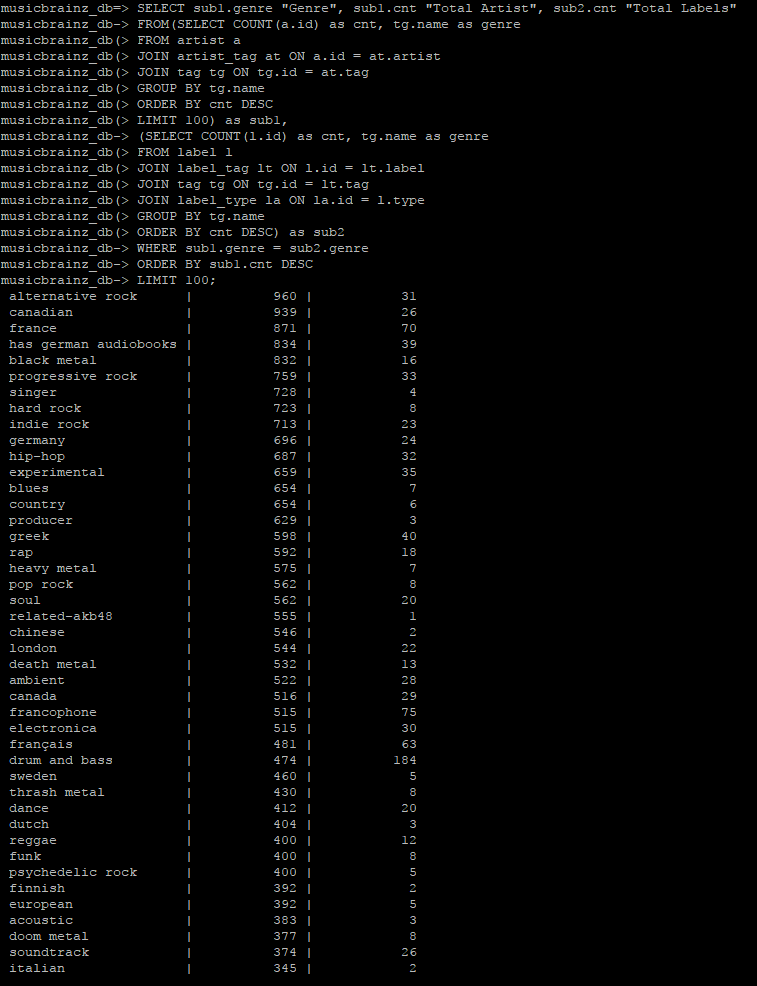 musicbrainz_db=> SELECT sub1.genre "Genre", sub1.cnt "Total Artist", sub2.cnt "Total Labels"
musicbrainz_db-> FROM(SELECT COUNT(a.id) as cnt, tg.name as genre
musicbrainz_db(> FROM artist a
musicbrainz_db(> JOIN artist_tag at ON a.id = at.artist
musicbrainz_db(> JOIN tag tg ON tg.id = at.tag
musicbrainz_db(> GROUP BY tg.name
musicbrainz_db(> ORDER BY cnt DESC
musicbrainz_db(> LIMIT 100) as sub1,
musicbrainz_db-> (SELECT COUNT(l.id) as cnt, tg.name as genre
musicbrainz_db(> FROM label l
musicbrainz_db(> JOIN label_tag lt ON l.id = lt.label
musicbrainz_db(> JOIN tag tg ON tg.id = lt.tag
musicbrainz_db(> JOIN label_type la ON la.id = l.type
musicbrainz_db(> GROUP BY tg.name
musicbrainz_db(> ORDER BY cnt DESC) as sub2
musicbrainz_db-> WHERE sub1.genre = sub2.genre
musicbrainz_db-> ORDER BY sub1.cnt DESC
musicbrainz_db-> LIMIT 100;
alternative rock | 960 | 31
canadian | 939 | 26
france | 871 | 70
has german audiobooks | 834 | 39
black metal | 832 | 16
progressive rock | 759 | 33
singer | 728 | 4
hard rock | 723 | 8
indie rock | 713 | 23
germany | 696 | 24
hip-hop | 687 | 32
experimental | 659 | 35
blues | 654 | 7
country | 654 | 6
producer | 629 | 3
greek | 598 | 40
rap | 592 | 18
heavy metal | 575 | 7
pop rock | 562 | 8
soul | 562 | 20
related-akb48 | 555 | 1
chinese | 546 | 2
london | 544 | 22
death metal | 532 | 13
ambient | 522 | 28
canada | 516 | 29
francophone | 515 | 75
electronica | 515 | 30
français | 481 | 63
drum and bass | 474 | 184
sweden | 460 | 5
thrash metal | 430 | 8
dance | 412 | 20
dutch | 404 | 3
reggae | 400 | 12
funk | 400 | 8
psychedelic rock | 400 | 5
finnish | 392 | 2
european | 392 | 5
acoustic | 383 | 3
doom metal | 377 | 8
soundtrack | 374 | 26
italian | 345 | 2